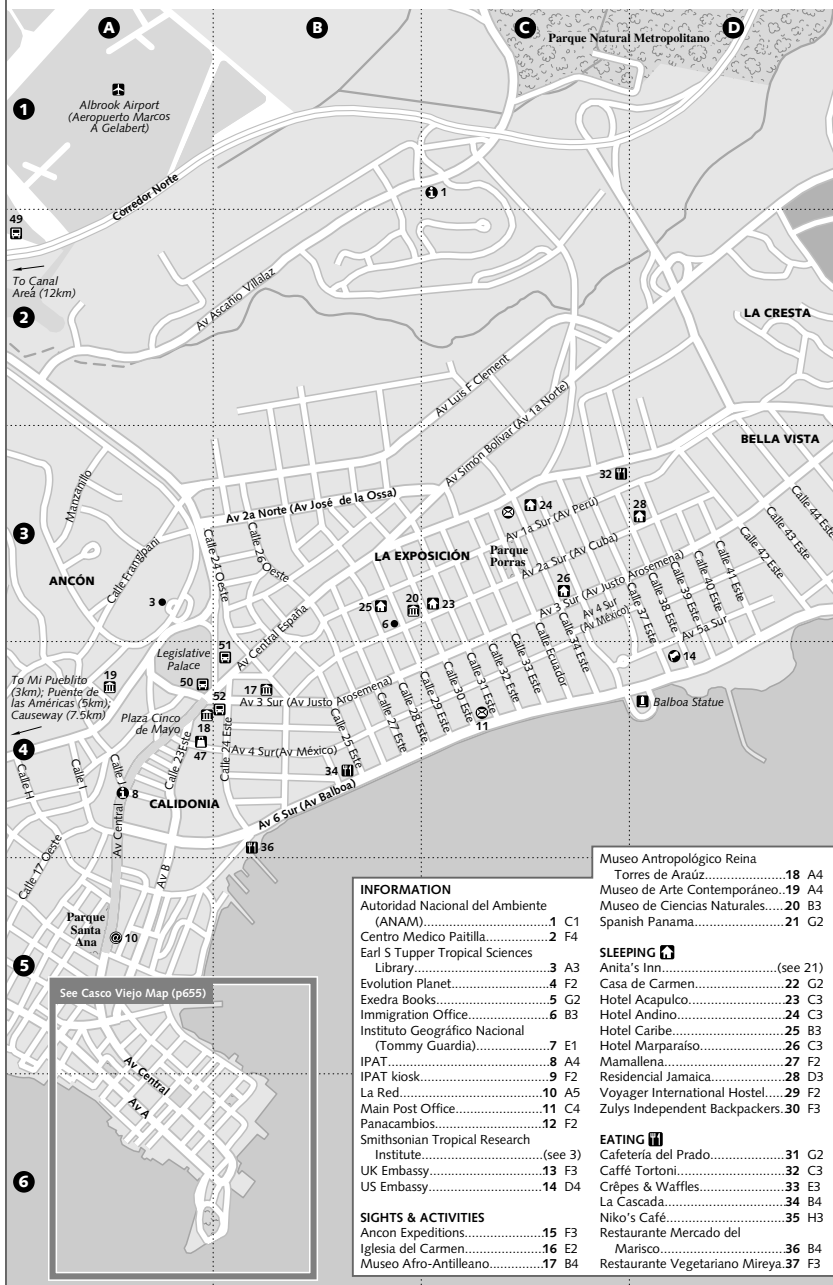 A
B
C
D
Parque Natural Metropolitano
1
Albrook Airport
(Aeropuerto Marcos
A Gelabert)
Corredor Norte
1
49
To Canal
Area (12km)
2
Av Ascanio Villalaz
LA CRESTA
Av Luis F Clement
Av Simón Bolívar (Av 1a Norte)
BELLA VISTA
32
Manzanillo
Av 2a Norte (Av José de la Ossa)
24
28
Calle 44 Este
Calle 43 Este
Calle 42 Este
3
Calle 24 Oeste
Calle 26 Oeste
Av 1a Sur (Av Perú)
LA EXPOSICIÓN
Parque
Porras
Av 2a Sur (Av Cuba)
Calle Frangipani
ANCÓN
3
Av Central España
25
20
23
6
26
Av 3 Sur (Av Justo Arosemena)
Av 4 Sur
(Av México)
Calle 37 Este
Calle 38 Este
Calle 39 Este
Calle 40 Este
Calle 41 Este
Av 5a Sur
14
Legislative
Palace
51
50
52
To Mi Pueblito
(3km); Puente de
las Américas (5km);
Causeway (7.5km)
19
17
Av 3 Sur (Av Justo Arosemena)
Plaza Cinco
de Mayo
18
47
Calle 23 Este
Calle 24 Este
Av 4 Sur(Av México)
Calle 25 Este
Calle 27 Este
Calle 28 Este
Calle 29 Este
Calle 30 Este
Calle 31 Este
Calle 32 Este
Calle 33 Este
Calle Ecuador
Calle 34 Este
11
Balboa Statue
4
Calle H
Calle I
Calle J
8
CALIDONIA
34
Av 6 Sur (Av Balboa)
36
Av Central
Av B
Calle 17 Oeste
Parque
Santa
Ana
10
5
See Casco Viejo Map (p655)
Av Central
Av A
6
INFORMATION
Autoridad Nacional del Ambiente
(ANAM)....................................1 C1
Centro Medico Paitilla................2 F4
Earl S Tupper Tropical Sciences
Library.....................................3 A3
Evolution Planet.........................4 F2
Exedra Books.............................5 G2
Immigration Office......................6 B3
Instituto Geográfico Nacional
(Tommy Guardia)......................7 E1
IPAT..........................................8 A4
IPAT kiosk..................................9 F2
La Red.....................................10 A5
Main Post Office.......................11 C4
Panacambios............................12 F2
Smithsonian Tropical Research
Institute................................(see 3)
UK Embassy.............................13 F3
US Embassy.............................14 D4
SIGHTS & ACTIVITIES
Ancon Expeditions....................15 F3
Iglesia del Carmen....................16 E2
Museo Afro-Antilleano...............17 B4
Museo Antropológico Reina
Torres de Araúz......................18 A4
Museo de Arte Contemporáneo..19 A4
Museo de Ciencias Naturales.....20 B3
Spanish Panama.......................21 G2
SLEEPING
Anita's Inn.............................(see 21)
Casa de Carmen.......................22 G2
Hotel Acapulco.........................23 C3
Hotel Andino............................24 C3
Hotel Caribe.............................25 B3
Hotel Marparaíso......................26 C3
Mamallena...............................27 F2
Residencial Jamaica..................28 D3
Voyager International Hostel......29 F2
Zulys Independent Backpackers.30 F3
EATING
Cafetería del Prado...................31 G2
Caffé Tortoni............................32 C3
Crêpes & Waffles.....................33 E3
La Cascada...............................34 B4
Niko's Café...............................35 H3
Restaurante Mercado del
Marisco.................................36 B4
Restaurante Vegetariano Mireya.37 F3